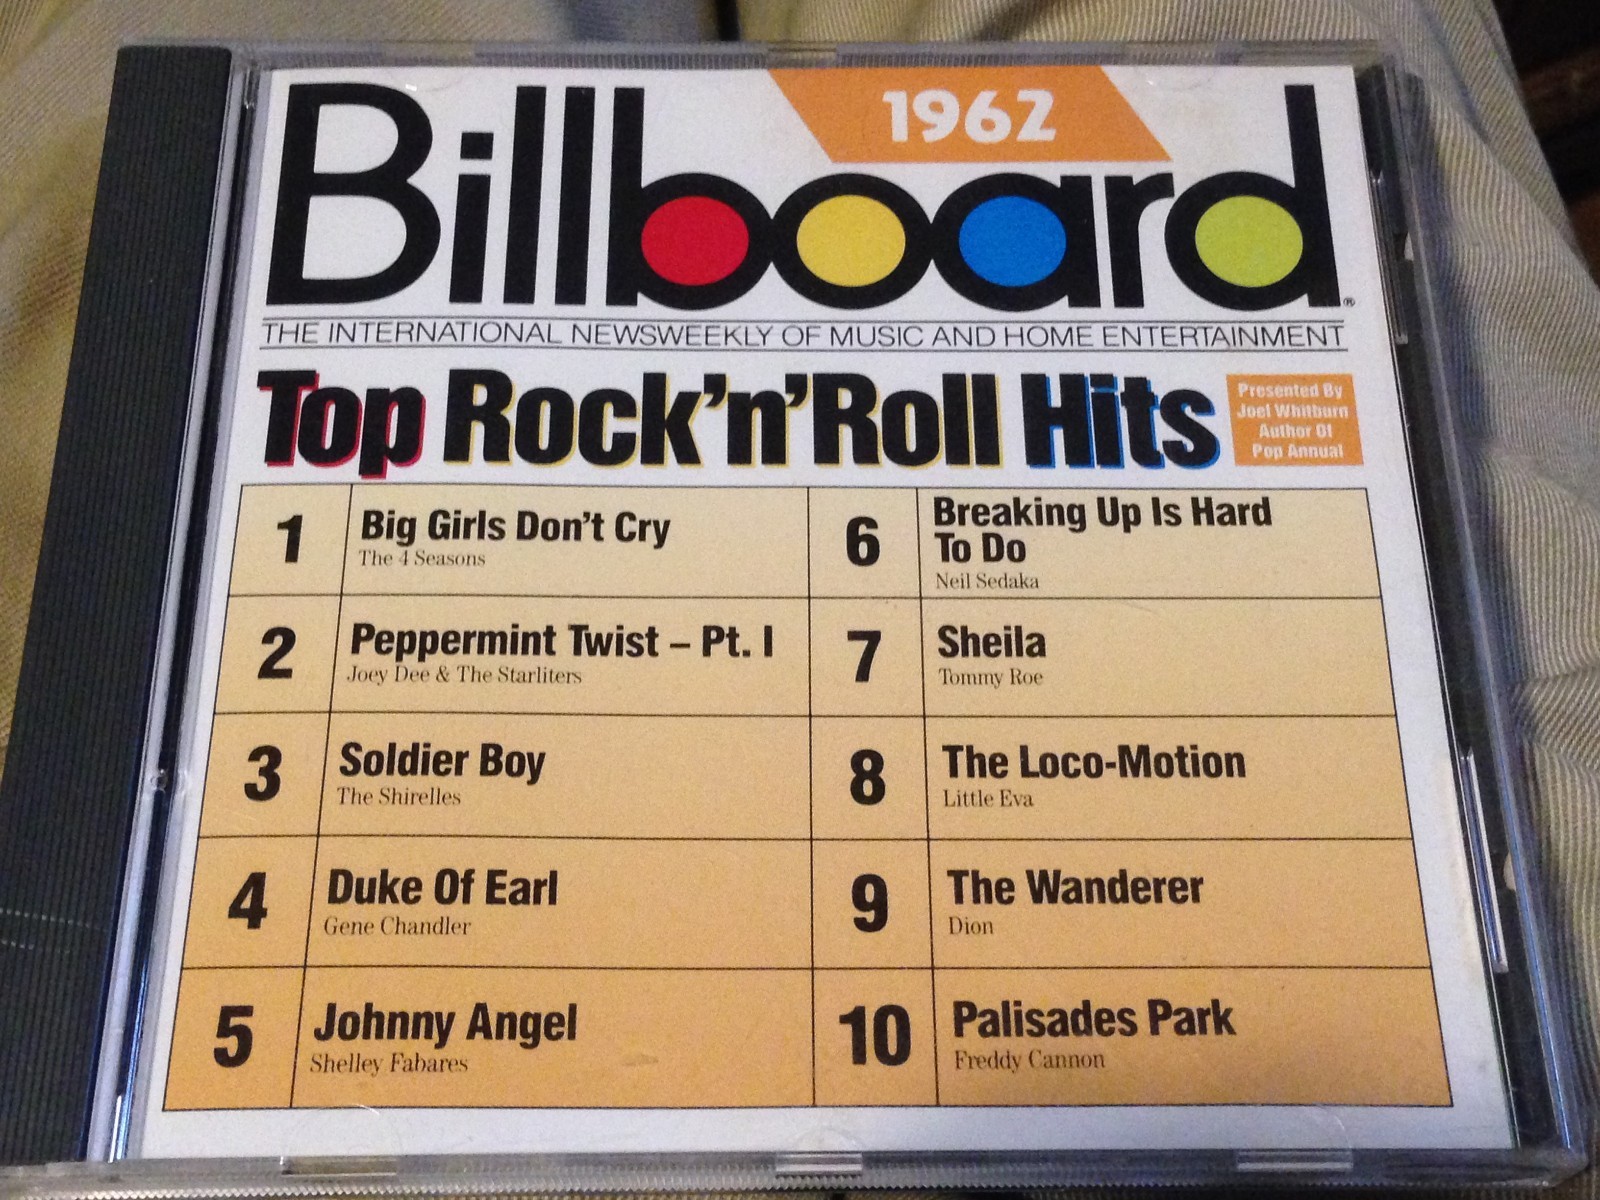 1962
Billboard®
THE INTERNATIONAL NEWSWEEKLY OF MUSIC AND HOME ENTERTAINMENT
Top Rock'n'Roll Hits
Presented By
Joel Whitburn
Author Of
Pop Annual
1
Big Girls Don't Cry
The 4 Seasons
2
Peppermint Twist – Pt. I
Joey Dee & The Starliters
3
Soldier Boy
The Shirelles
4
Duke Of Earl
Gene Chandler
5
Johnny Angel
Shelley Fabares
6
Breaking Up Is Hard
To Do
Neil Sedaka
7
Sheila
Tommy Roe
8
The Loco-Motion
Little Eva
9
The Wanderer
Dion
10
Palisades Park
Freddy Cannon